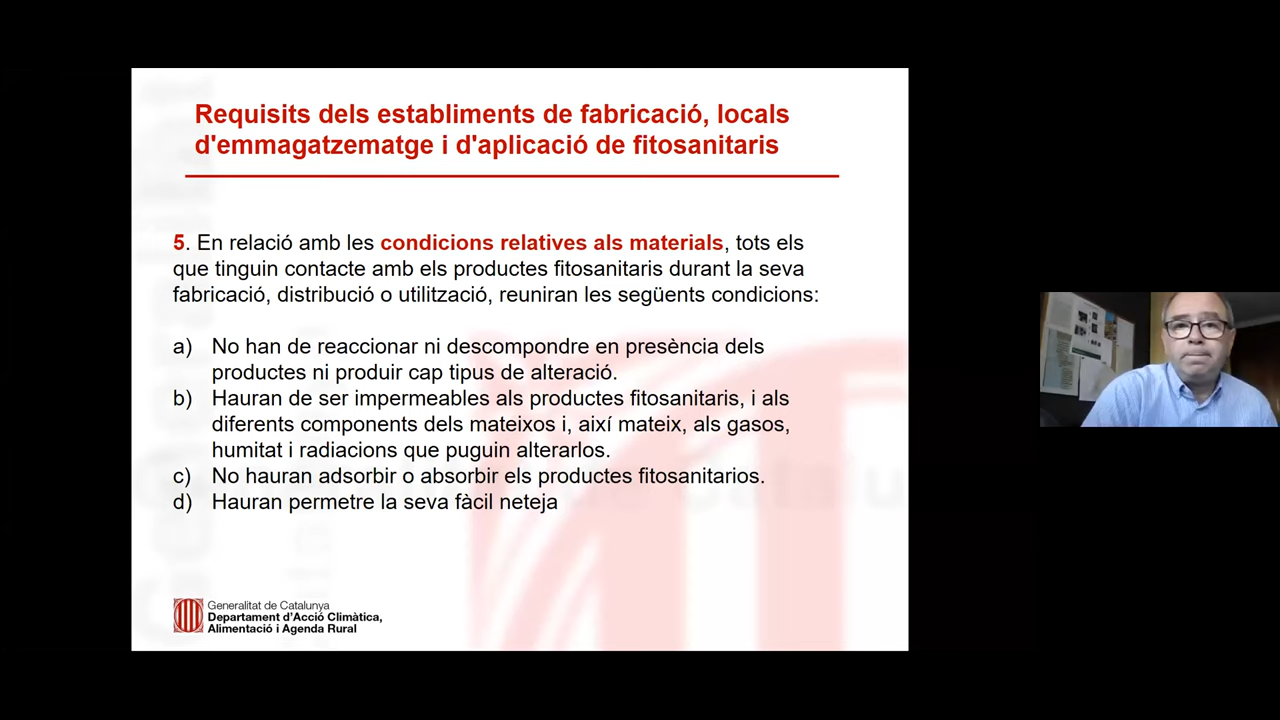 Requisits dels establiments de fabricació, locals
d'emmagatzematge i d'aplicació de fitosanitaris
5. En relació amb les condicions relatives als materials, tots els
que tinguin contacte amb els productes fitosanitaris durant la seva
fabricació, distribució o utilització, reuniran les següents condicions:
a) No han de reaccionar ni descompondre en presència dels
productes ni produir cap tipus de alteració.
b) Hauran de ser impermeables als productes fitosanitaris, i als
diferents components dels mateixos i, així mateix, als gasos,
humitat i radiacions que puguin alterarlos.
c) No hauran adsorbir o absorbir els productes fitosanitarios.
d) Hauran permetre la seva fàcil neteja
Generalitat de Catalunya
Departament d'Acció Climàtica,
Alimentació i Agenda Rural